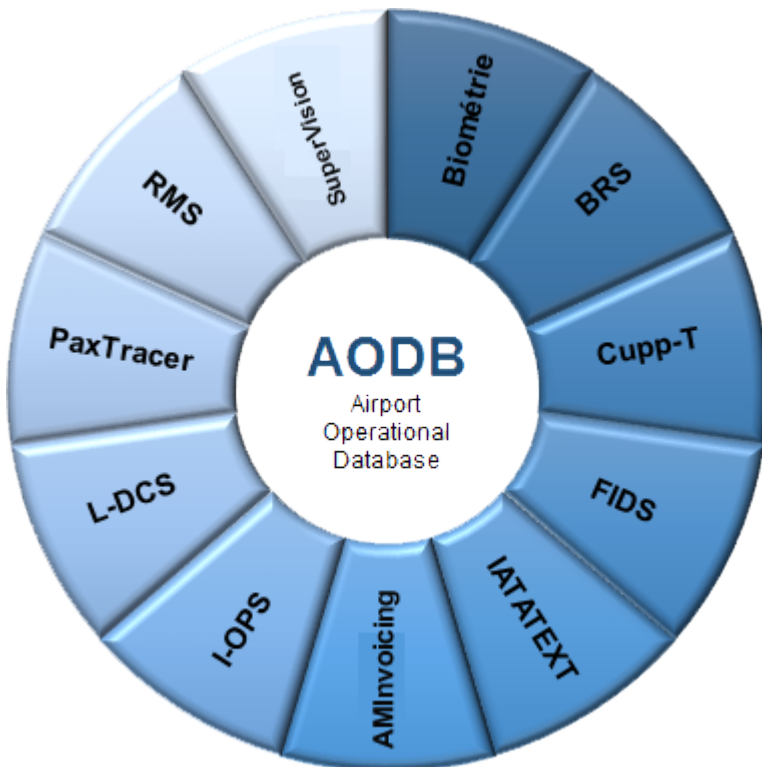 Biométrie
BRS
Cupp-T
FIDS
IATATEXT
AMInvoicing
I-OPS
L-DCS
PaxTracer
RMS
SuperVision
AODB
Airport
Operational
Database